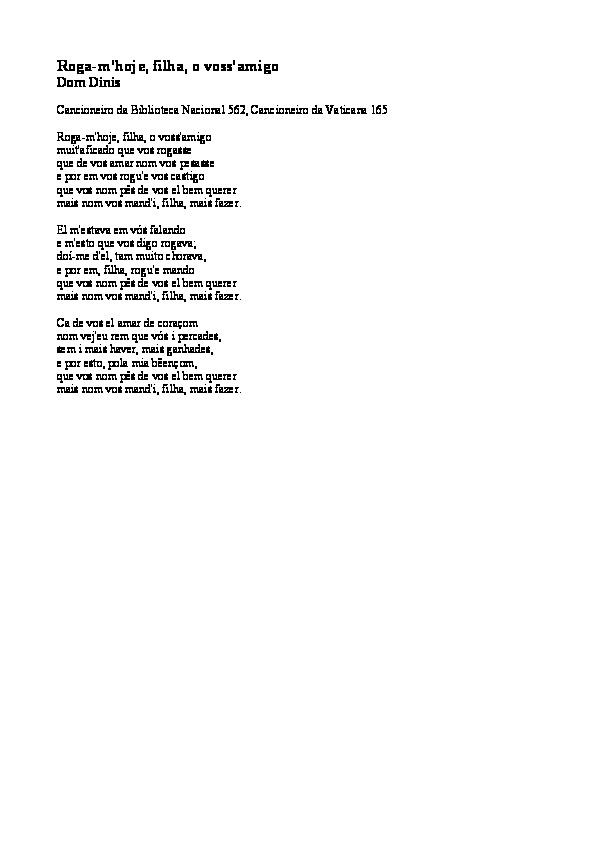 Roga-m'hoje, filha, o voss'amigo
Dom Dinis
Cancioneiro da Biblioteca Nacional 562, Cancioneiro da Vaticana 165
Roga-m'hoje, filha, o voss'amigo
muit'aficado que vos rogasse
que de vos amar nom vos pesasse
e por em vos rogu'e vos castigo
que vos nom pês de vos el bem querer
mais nom vos mand'i, filha, mais fazer.
El m'estava em vós falando
e m'esto que vos digo rogava;
doí-me d'el, tam muito chorava,
e por em, filha, rogu'e mando
que vos nom pês de vos el bem querer
mais nom vos mand'i, filha, mais fazer.
Ca de vos el amar de coraçom
nom vej'eu rem que vós i percades,
sem i mais haver, mais ganhades,
e por esto, pola mia bẽençom,
que vos nom pês de vos el bem querer
mais nom vos mand'i, filha, mais fazer.